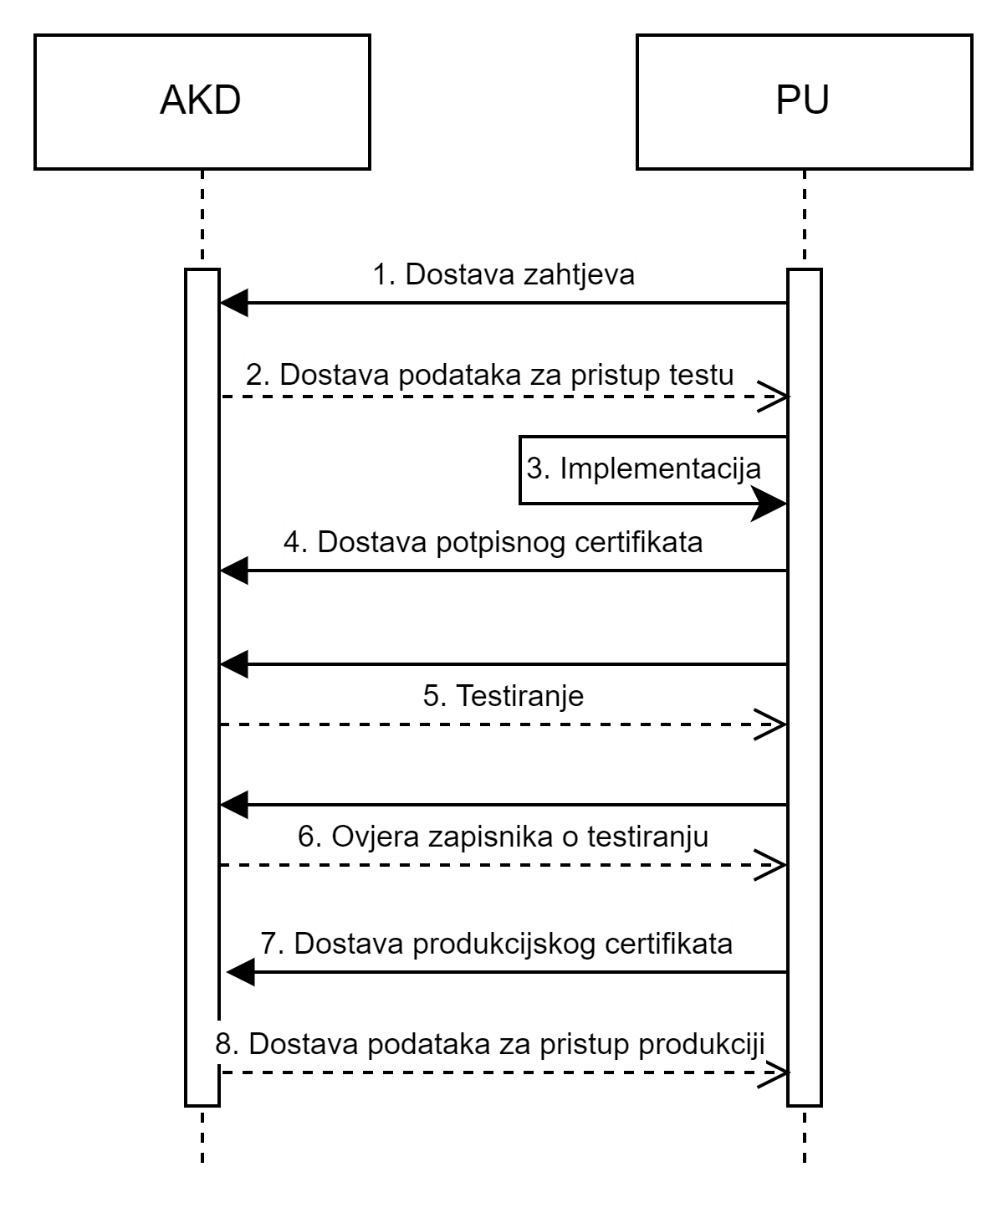 AKD
PU
1. Dostava zahtjeva
2. Dostava podataka za pristup testu
3. Implementacija
4. Dostava potpisnog certifikata
5. Testiranje
6. Ovjera zapisnika o testiranju
7. Dostava produkcijskog certifikata
8. Dostava podataka za pristup produkciji